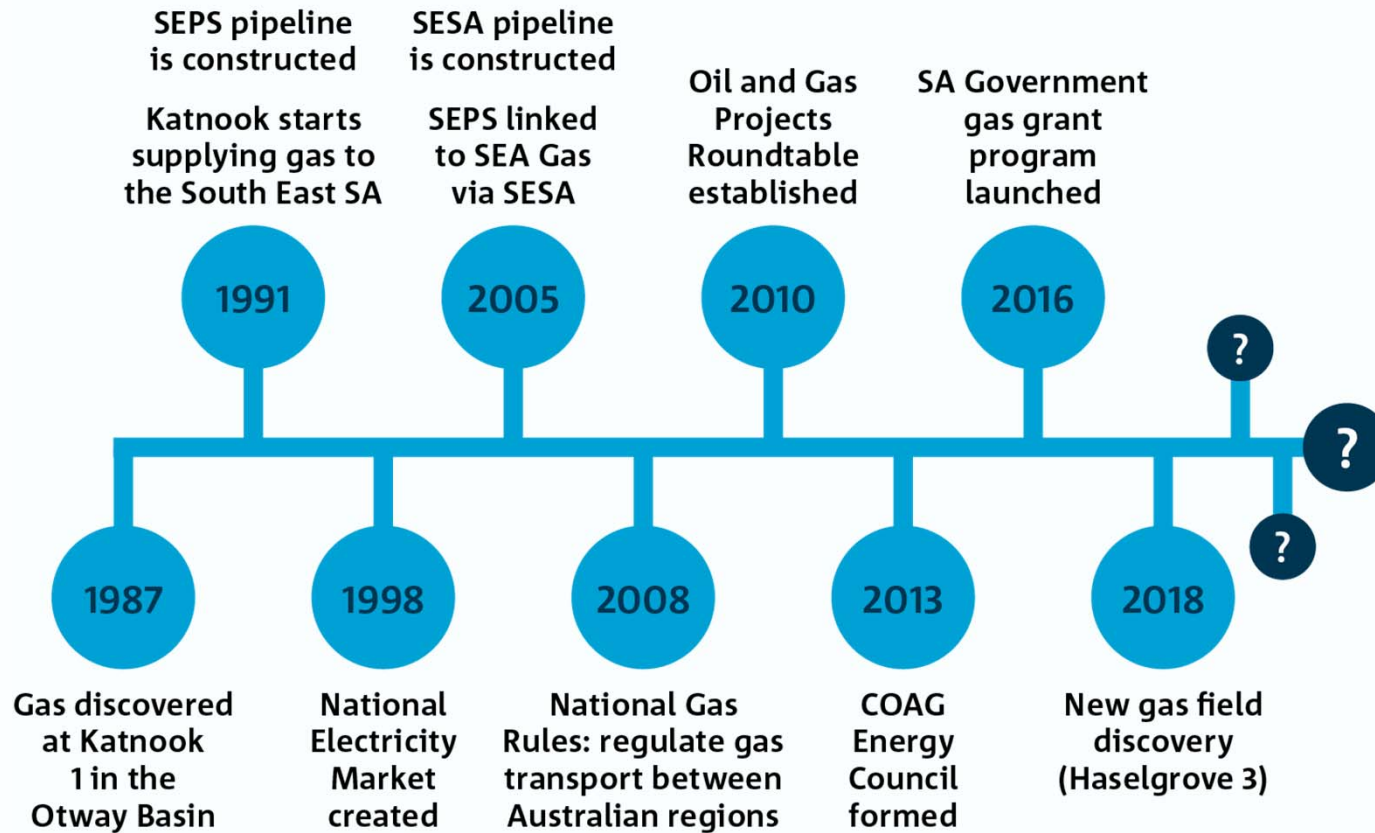 SEPS pipeline
is constructed
Katnook starts
supplying gas to
the South East SA
1991
SESA pipeline
is constructed
SEPS linked
to SEA Gas
via SESA
2005
Oil and Gas
Projects
Roundtable
established
2010
SA Government
gas grant
program
launched
2016
?
?
?
1987
Gas discovered
at Katnook
1 in the
Otway Basin
1998
National
Electricity
Market
created
2008
National Gas
Rules: regulate gas
transport between
Australian regions
2013
COAG
Energy
Council
formed
2018
New gas field
discovery
(Haselgrove 3)